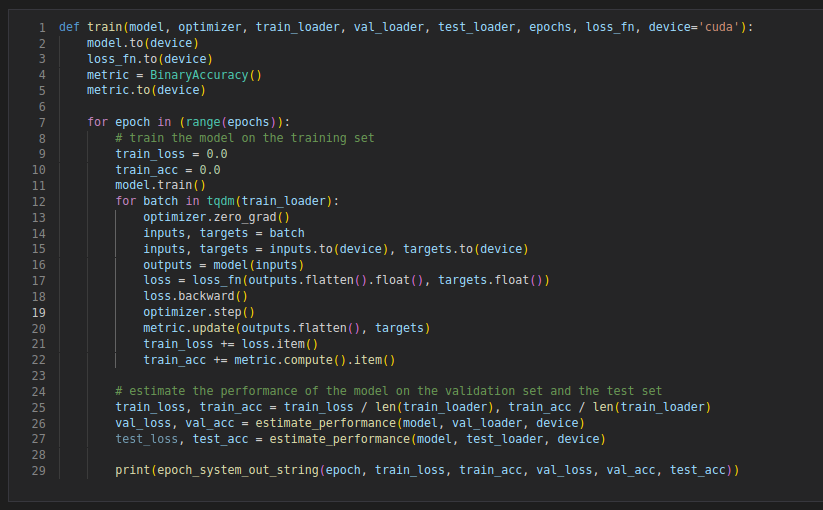 1 def train(model, optimizer, train_loader, val_loader, test_loader, epochs, loss_fn, device='cuda'):
2     model.to(device)
3     loss_fn.to(device)
4     metric = BinaryAccuracy()
5     metric.to(device)
6
7     for epoch in (range(epochs)):
8         # train the model on the training set
9         train_loss = 0.0
10         train_acc = 0.0
11         model.train()
12         for batch in tqdm(train_loader):
13             optimizer.zero_grad()
14             inputs, targets = batch
15             inputs, targets = inputs.to(device), targets.to(device)
16             outputs = model(inputs)
17             loss = loss_fn(outputs.flatten().float(), targets.float())
18             loss.backward()
19             optimizer.step()
20             metric.update(outputs.flatten(), targets)
21             train_loss += loss.item()
22             train_acc += metric.compute().item()
23
24         # estimate the performance of the model on the validation set and the test set
25         train_loss, train_acc = train_loss / len(train_loader), train_acc / len(train_loader)
26         val_loss, val_acc = estimate_performance(model, val_loader, device)
27         test_loss, test_acc = estimate_performance(model, test_loader, device)
28
29         print(epoch_system_out_string(epoch, train_loss, train_acc, val_loss, val_acc, test_acc))